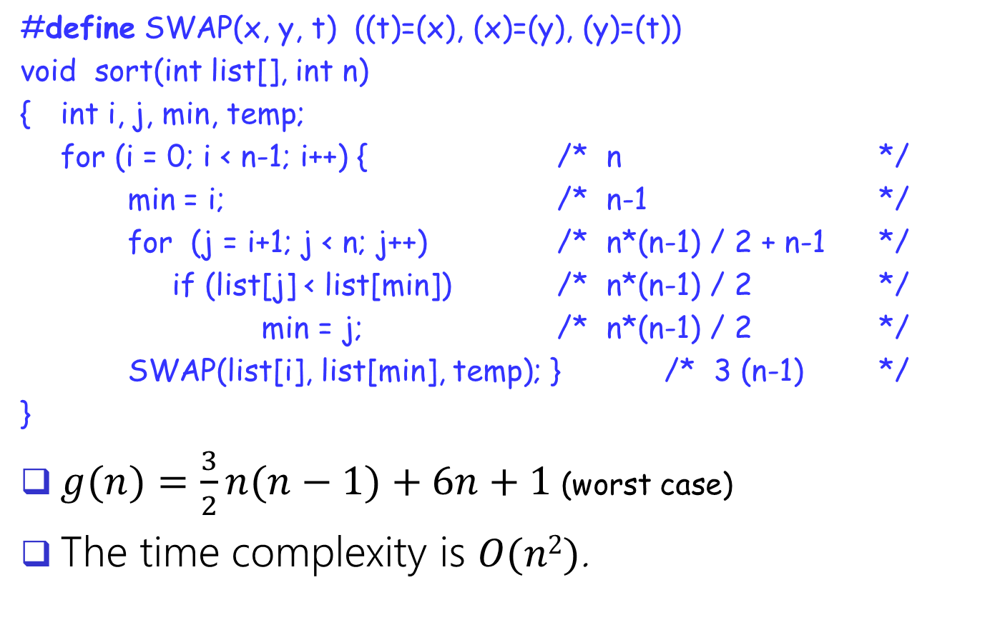 #define SWAP(x, y, t) ((t)=(x), (x)=(y), (y)=(t))
void sort(int list[], int n)
{ int i, j, min, temp;
for (i = 0; i < n-1; i++) { /* n */
min = i; /* n-1 */
for (j = i+1; j < n; j++) /* n*(n-1) / 2 + n-1 */
if (list[j] < list[min]) /* n*(n-1) / 2 */
min = j; /* n*(n-1) / 2 */
SWAP(list[i], list[min], temp); } /* 3 (n-1) */
}
❑ g(n) = 3/2 n(n − 1) + 6n + 1 (worst case)
❑ The time complexity is O(n²).